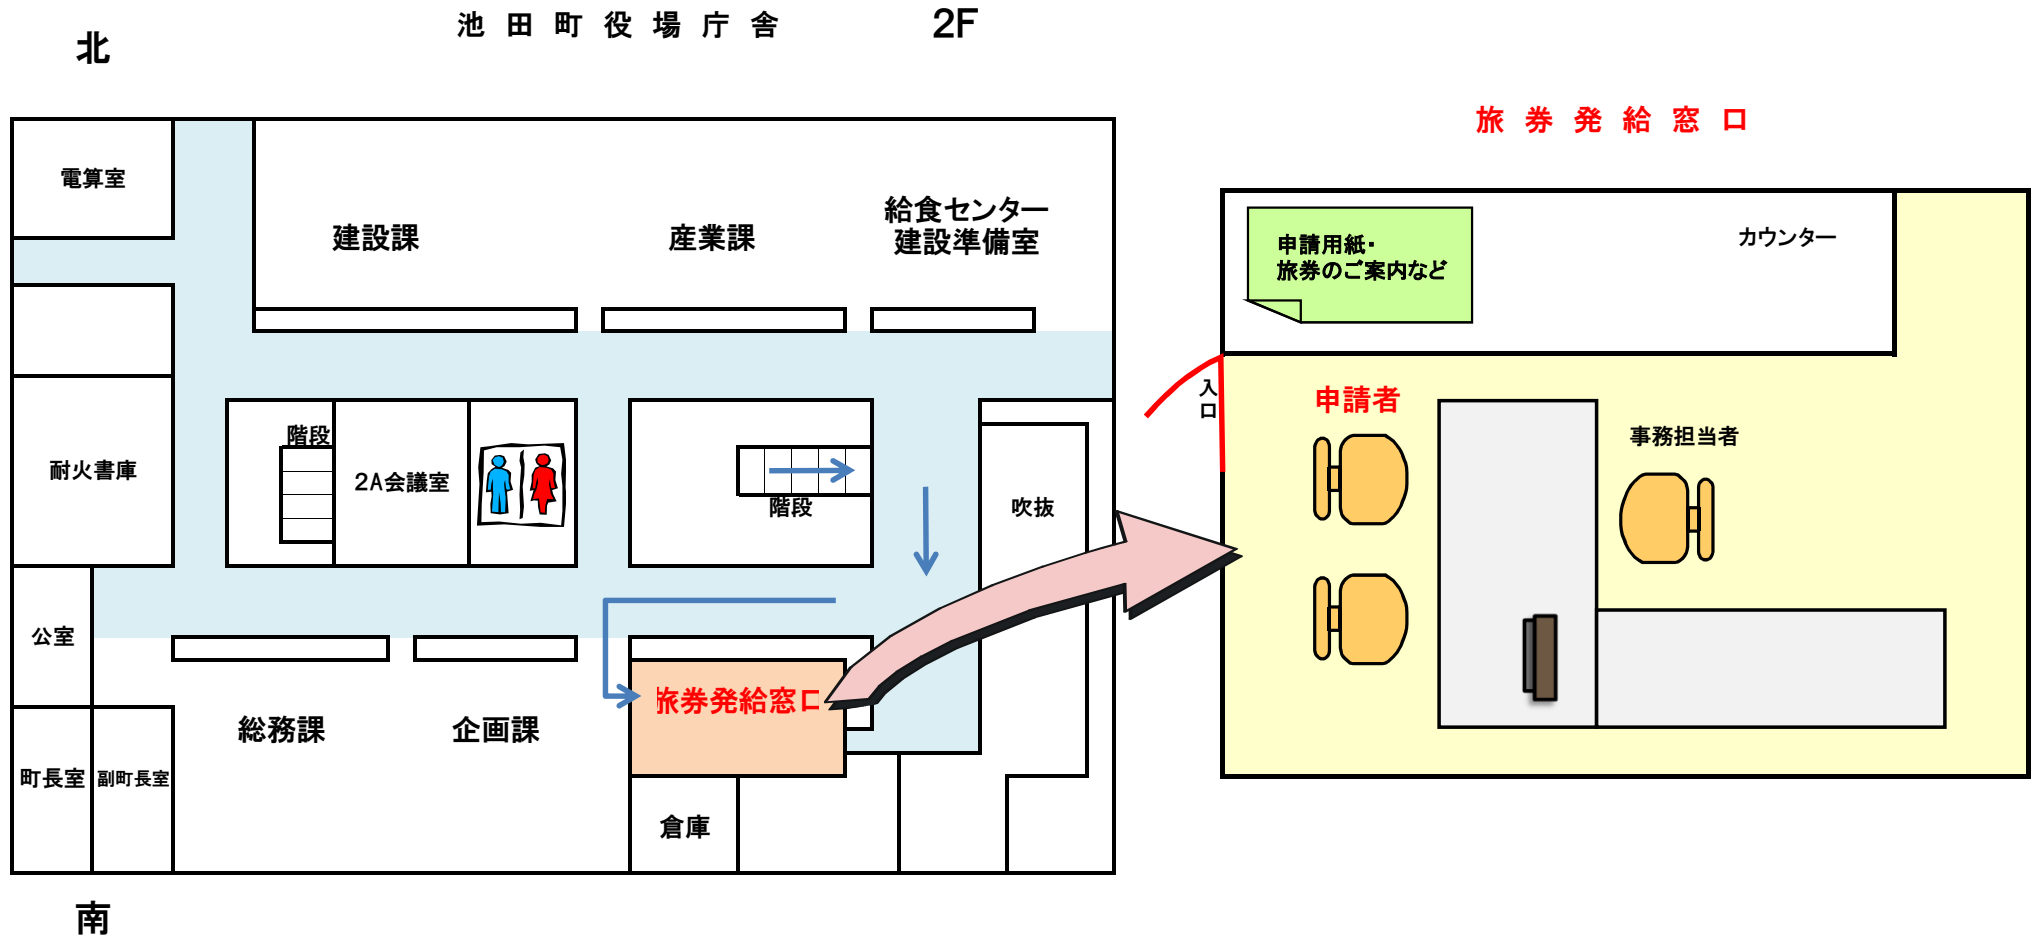 池田町役場庁舎 2F
北
旅券発給窓口
電算室
建設課
産業課
給食センター
建設準備室
申請用紙・
旅券のご案内など
カウンター
入口
申請者
事務担当者
階段
耐火書庫
2A会議室
階段
吹抜
公室
旅券発給窓口
総務課
企画課
町長室
副町長室
倉庫
南